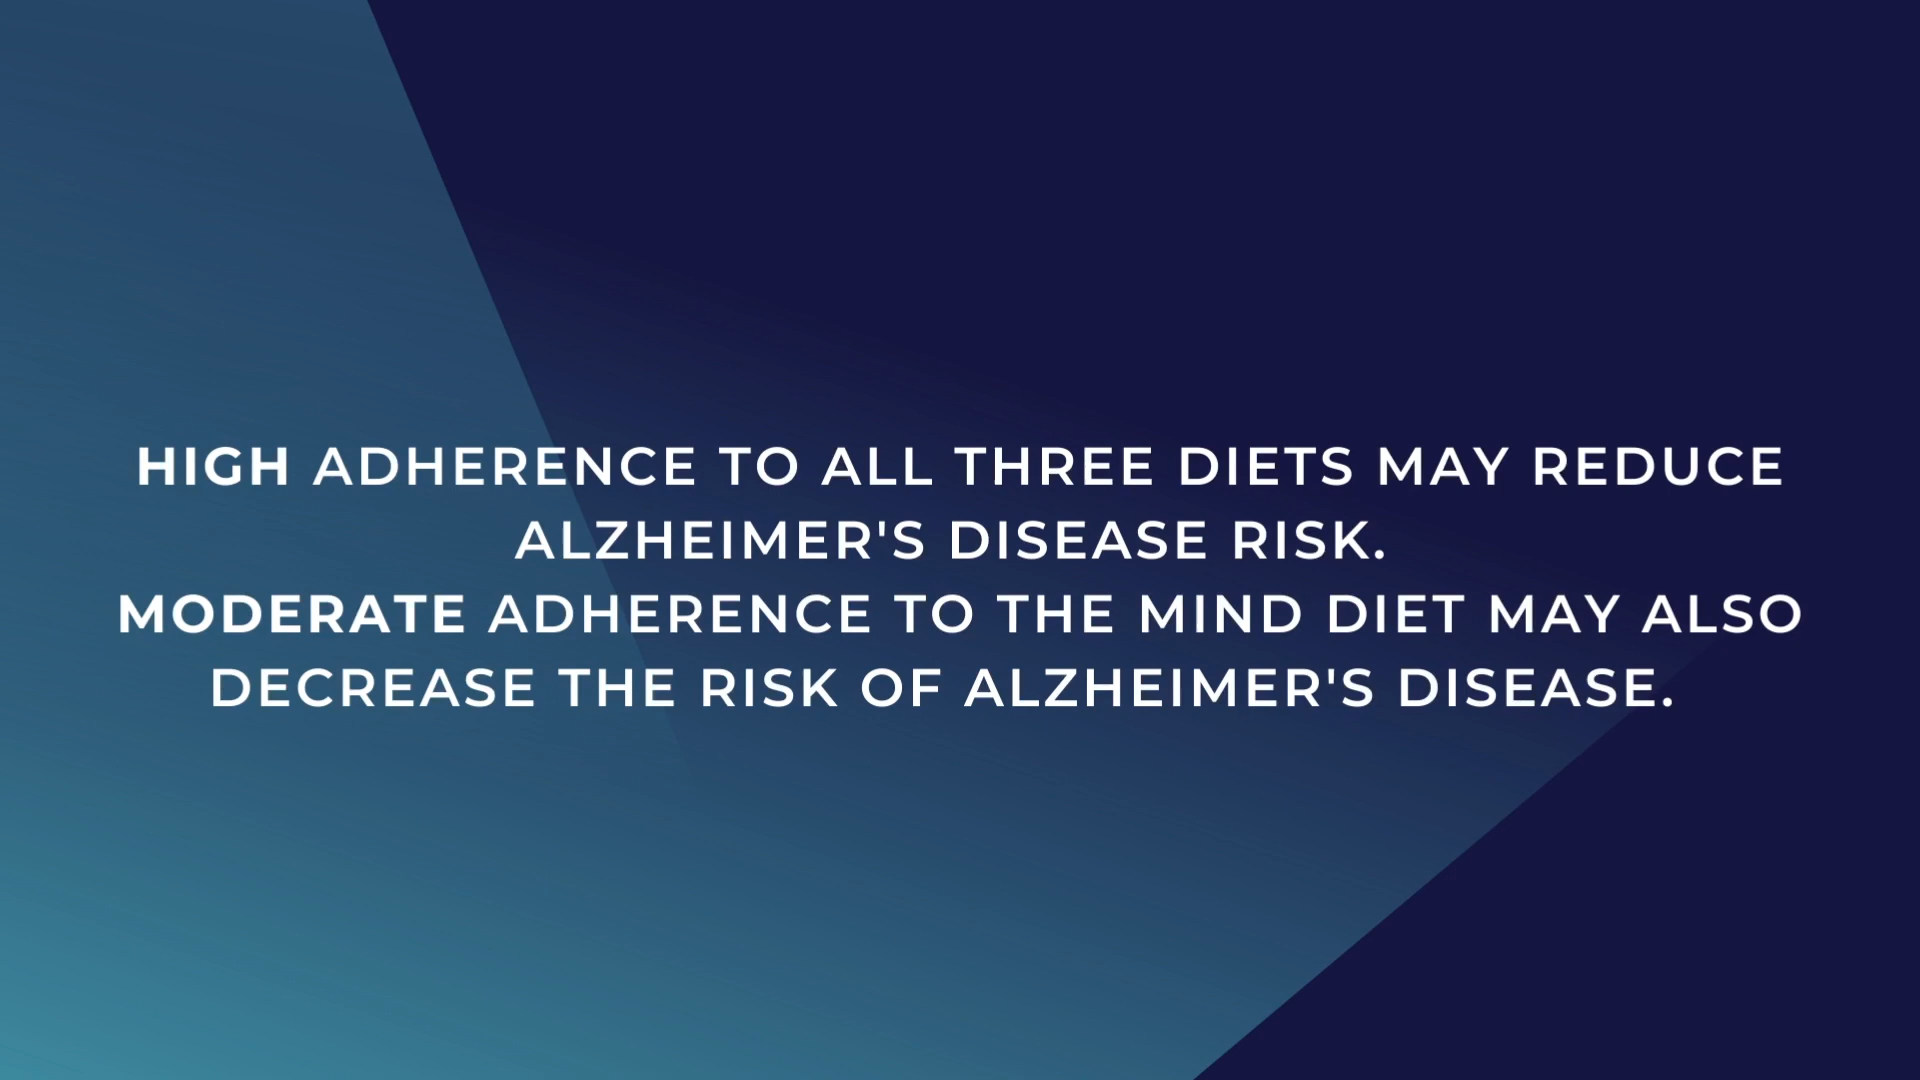 HIGH ADHERENCE TO ALL THREE DIETS MAY REDUCE
ALZHEIMER'S DISEASE RISK.
MODERATE ADHERENCE TO THE MIND DIET MAY ALSO
DECREASE THE RISK OF ALZHEIMER'S DISEASE.